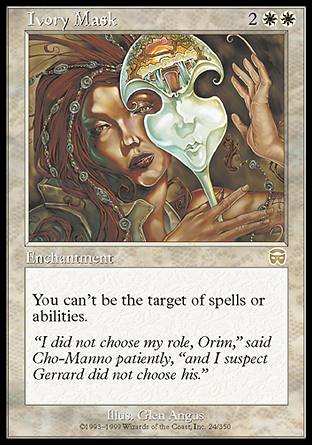 Ivory Mask 2
Enchantment
You can't be the target of spells or
abilities.
"I did not choose my role, Orim," said
Cho-Manno patiently, "and I suspect
Gerrard did not choose his."
Illus. Glen Angus
©1993-1999 Wizards of the Coast, Inc. 24/350